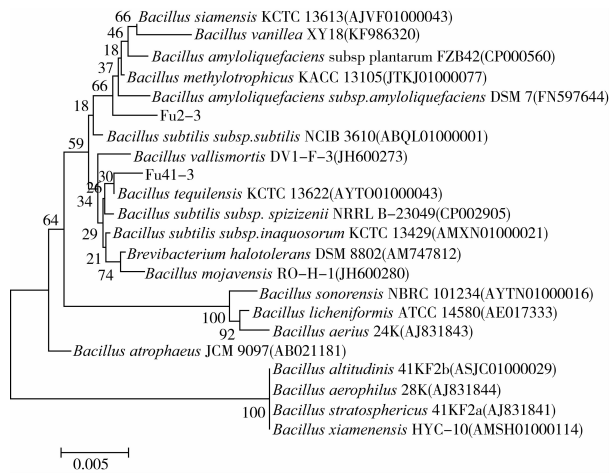 66 Bacillus siamensis KCTC 13613(AJVF01000043)
46 Bacillus vanillea XY18(KF986320)
18 Bacillus amyloliquefaciens subsp plantarum FZB42(CP000560)
37 Bacillus methylotrophicus KACC 13105(JTKJ01000077)
66 Bacillus amyloliquefaciens subsp.amyloliquefaciens DSM 7(FN597644)
Fu2-3
18
Bacillus subtilis subsp.subtilis NCIB 3610(ABQL01000001)
59
Bacillus vallismortis DV1-F-3(JH600273)
30 Fu41-3
26
Bacillus tequilensis KCTC 13622(AYTO01000043)
34
Bacillus subtilis subsp. spizizenii NRRL B-23049(CP002905)
64
29 Bacillus subtilis subsp.inaquosorum KCTC 13429(AMXN01000021)
21 Brevibacterium halotolerans DSM 8802(AM747812)
74 Bacillus mojavensis RO-H-1(JH600280)
Bacillus sonorensis NBRC 101234(AYTN01000016)
100 Bacillus licheniformis ATCC 14580(AE017333)
92 Bacillus aerius 24K(AJ831843)
Bacillus atrophaeus JCM 9097(AB021181)
Bacillus altitudinis 41KF2b(ASJC01000029)
Bacillus aerophilus 28K(AJ831844)
100 Bacillus stratosphericus 41KF2a(AJ831841)
Bacillus xiamenensis HYC-10(AMSH01000114)
0.005